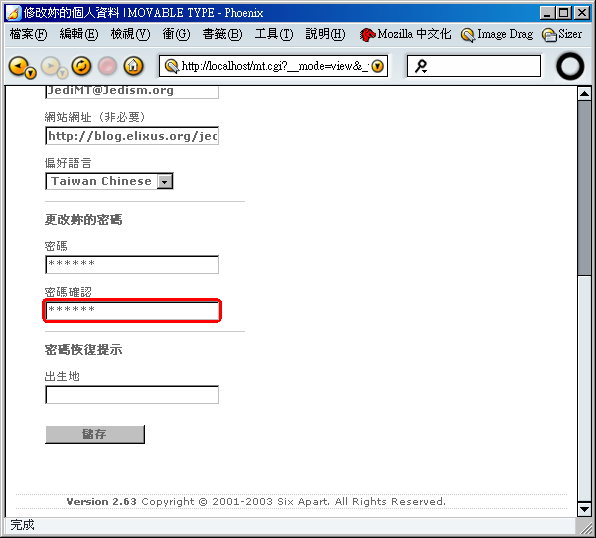 修改妳的個人資料 | MOVABLE TYPE - Phoenix
檔案(F) 編輯(E) 檢視(V) 衝(G) 書籤(B) 工具(T) 說明(H) Mozilla 中文化 Image Drag Sizer
http://localhost/mt.cgi?__mode=view&_
JediMT@Jedism.org
網站網址 (非必要)
http://blog.elixus.org/jec
偏好語言
Taiwan Chinese
更改妳的密碼
密碼
******
密碼確認
******
密碼恢復提示
出生地
儲存
Version 2.63 Copyright © 2001-2003 Six Apart. All Rights Reserved.
完成